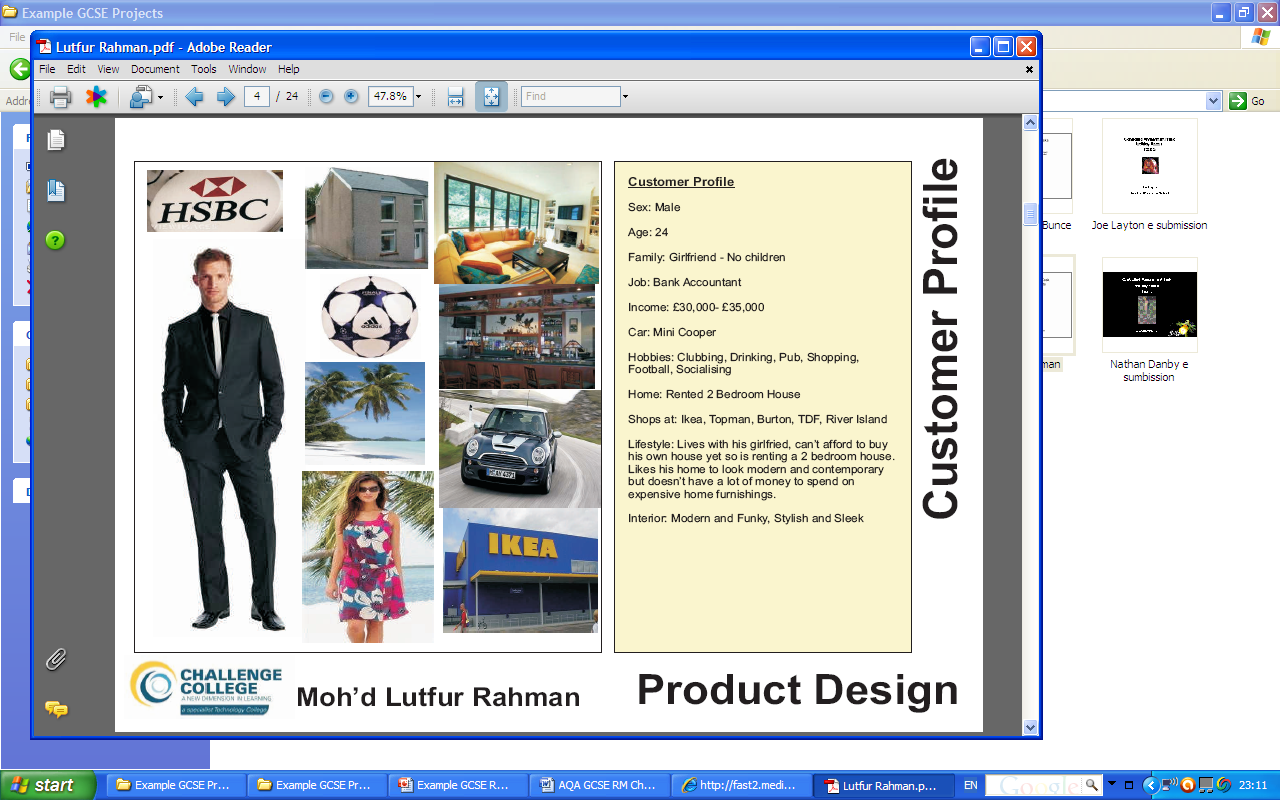 Example GCSE Projects
File
Addre
Lutfur Rahman.pdf - Adobe Reader
File Edit View Document Tools Window Help
4 / 24 47.8% Find
Go
HSBC
adidas
IKEA
Customer Profile
Sex: Male
Age: 24
Family: Girlfriend - No children
Job: Bank Accountant
Income: £30,000- £35,000
Car: Mini Cooper
Hobbies: Clubbing, Drinking, Pub, Shopping,
Football, Socialising
Home: Rented 2 Bedroom House
Shops at: Ikea, Topman, Burton, TDF, River Island
Lifestyle: Lives with his girlfried, can't afford to buy
his own house yet so is renting a 2 bedroom house.
Likes his home to look modern and contemporary
but doesn't have a lot of money to spend on
expensive home furnishings.
Interior: Modern and Funky, Stylish and Sleek
Customer Profile
CHALLENGE
COLLEGE
A NEW DIMENSION IN LEARNING
a specialist Technology College
Moh'd Lutfur Rahman
Product Design
Bunce
Joe Layton e submission
man
Nathan Danby e
sumbission
start
Example GCSE Pr...
Example GCSE Pr...
Example GCSE R...
AQA GCSE RM Ch...
http://fast2.medi...
Lutfur Rahman.p...
EN
Google
23:11